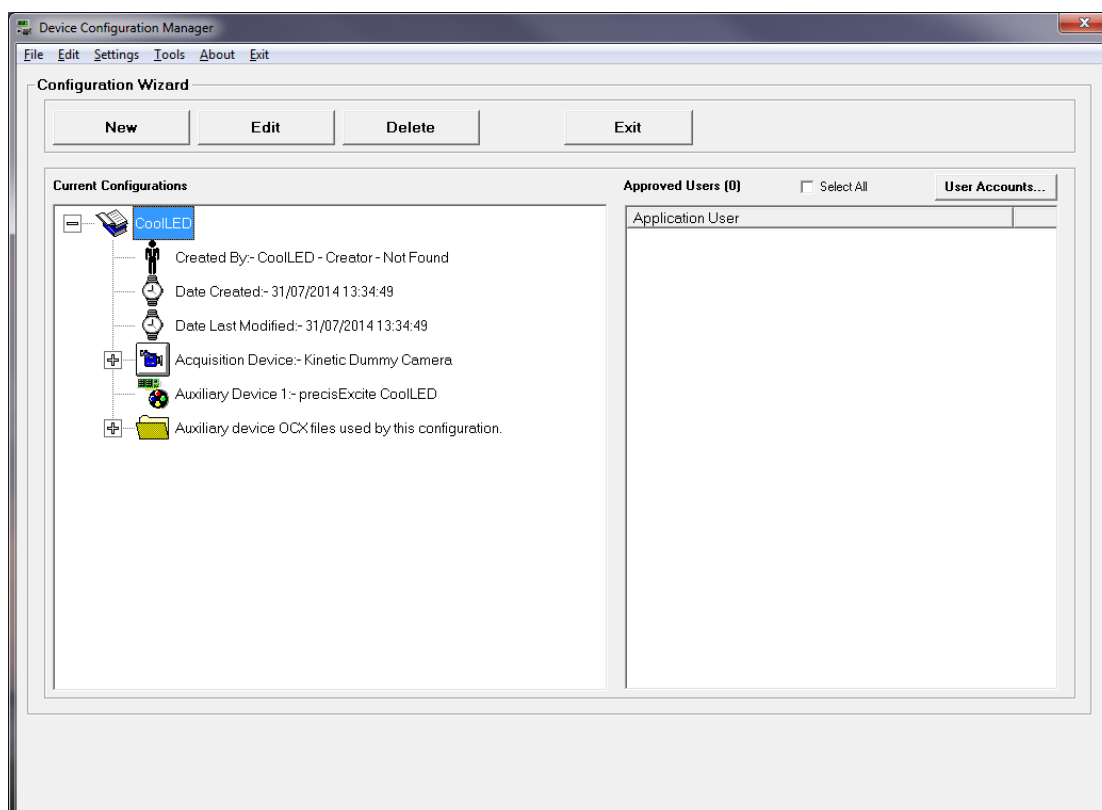 Device Configuration Manager
File Edit Settings Tools About Exit
Configuration Wizard
New Edit Delete Exit
Current Configurations
Approved Users (0) Select All User Accounts...
Application User
CoolLED
Created By:- CoolLED - Creator - Not Found
Date Created:- 31/07/2014 13:34:49
Date Last Modified:- 31/07/2014 13:34:49
Acquisition Device:- Kinetic Dummy Camera
Auxiliary Device 1:- precisExcite CoolLED
Auxiliary device OCX files used by this configuration.